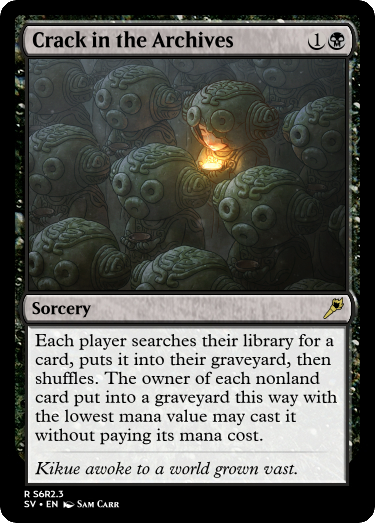 Crack in the Archives 1
Sorcery
Each player searches their library for a
card, puts it into their graveyard, then
shuffles. The owner of each nonland
card put into a graveyard this way with
the lowest mana value may cast it
without paying its mana cost.
Kikue awoke to a world grown vast.
R S6R2.3
SV • EN Sam Carr